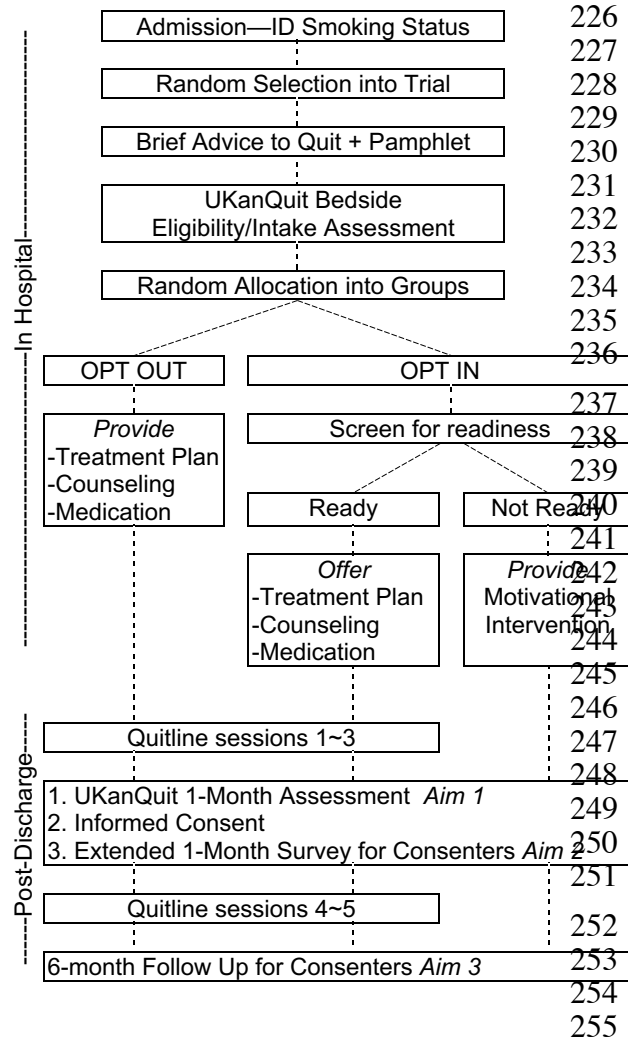 Admission—ID Smoking Status
Random Selection into Trial
Brief Advice to Quit + Pamphlet
UKanQuit Bedside
Eligibility/Intake Assessment
Random Allocation into Groups
-----------------------In Hospital-----------------------
OPT OUT
Provide
-Treatment Plan
-Counseling
-Medication
OPT IN
Screen for readiness
Ready
Offer
-Treatment Plan
-Counseling
-Medication
Not Ready
Provide
Motivational
Intervention
------Post-Discharge-----
Quitline sessions 1~3
1. UKanQuit 1-Month Assessment Aim 1
2. Informed Consent
3. Extended 1-Month Survey for Consenters Aim 2
Quitline sessions 4~5
6-month Follow Up for Consenters Aim 3
226
227
228
229
230
231
232
233
234
235
236
237
238
239
240
241
242
243
244
245
246
247
248
249
250
251
252
253
254
255